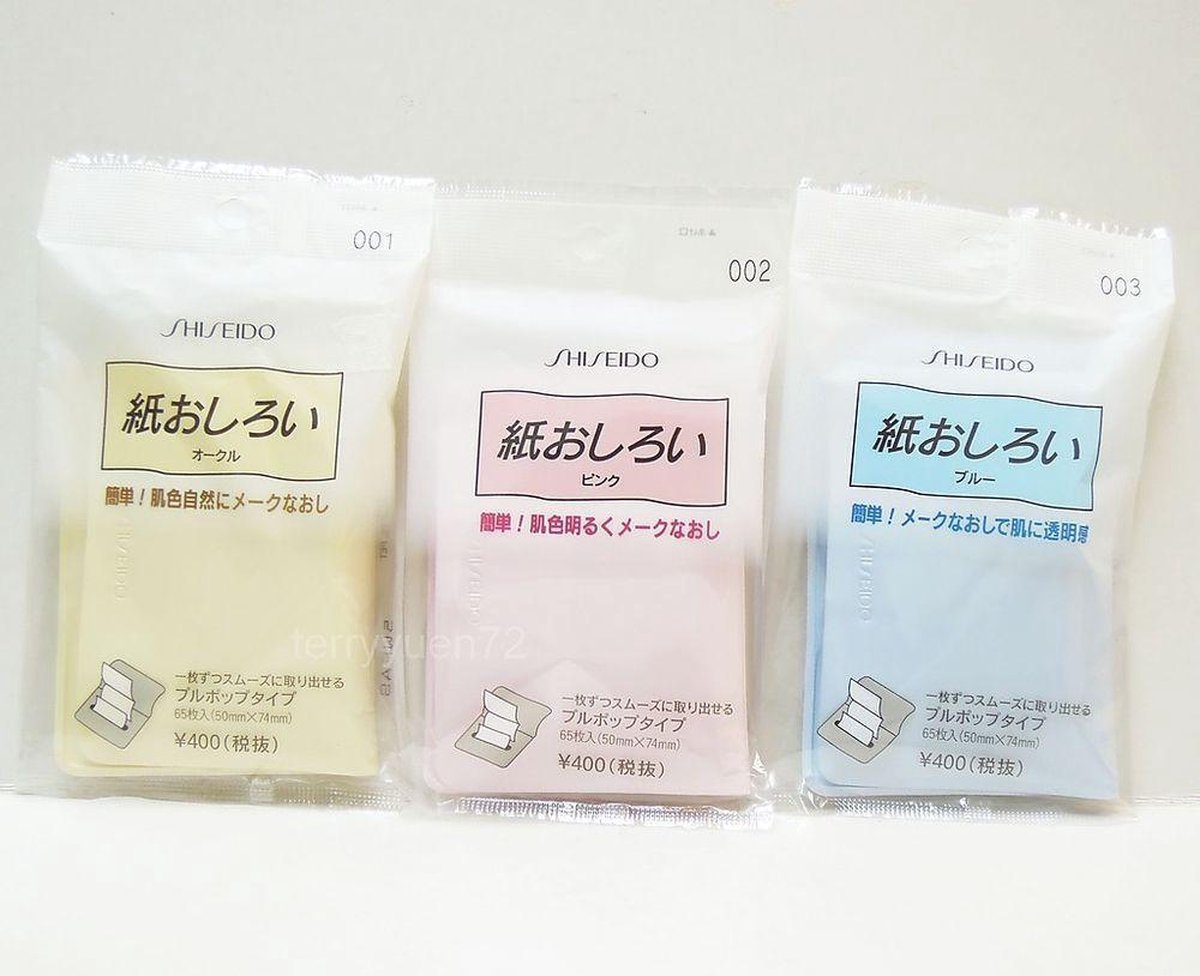 001
SHISEIDO
紙おしろい
オークル
簡単！肌色自然にメークなおし
SHISEIDO
一枚ずつスムーズに取り出せる
プルポップタイプ
65枚入(50mm×74mm)
¥400(税抜)
002
SHISEIDO
紙おしろい
ピンク
簡単！肌色明るくメークなおし
SHISEIDO
一枚ずつスムーズに取り出せる
プルポップタイプ
65枚入(50mm×74mm)
¥400(税抜)
003
SHISEIDO
紙おしろい
ブルー
簡単！メークなおしで肌に透明感
SHISEIDO
一枚ずつスムーズに取り出せる
プルポップタイプ
65枚入(50mm×74mm)
¥400(税抜)
terryyuen72